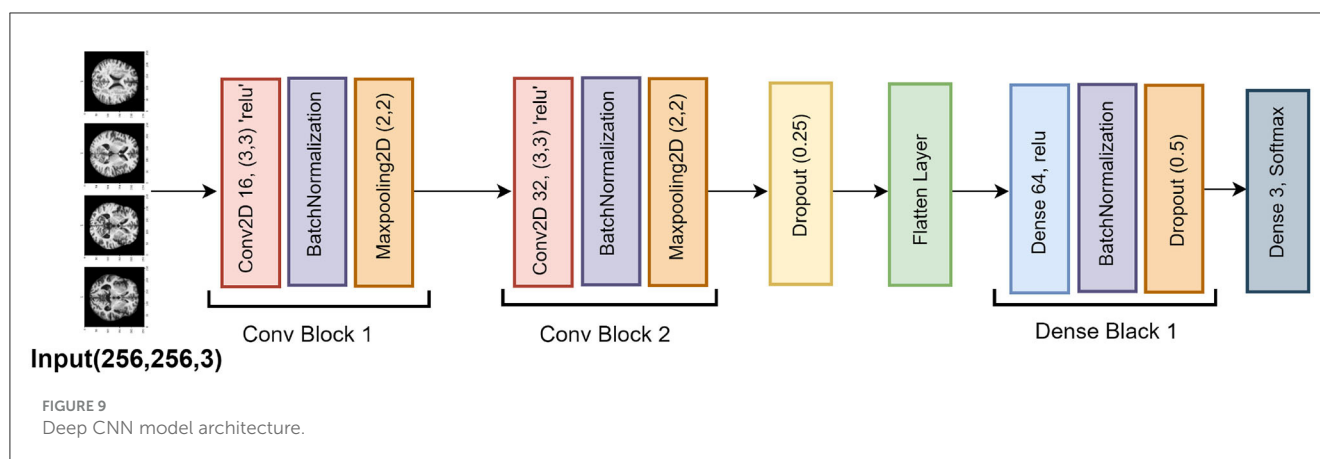 Conv2D 16, (3,3) 'relu'
BatchNormalization
Maxpooling2D (2,2)
Conv Block 1
Conv2D 32, (3,3) 'relu'
BatchNormalization
Maxpooling2D (2,2)
Conv Block 2
Dropout (0.25)
Flatten Layer
Dense 64, relu
BatchNormalization
Dropout (0.5)
Dense Black 1
Dense 3, Softmax
Input(256,256,3)
FIGURE 9
Deep CNN model architecture.